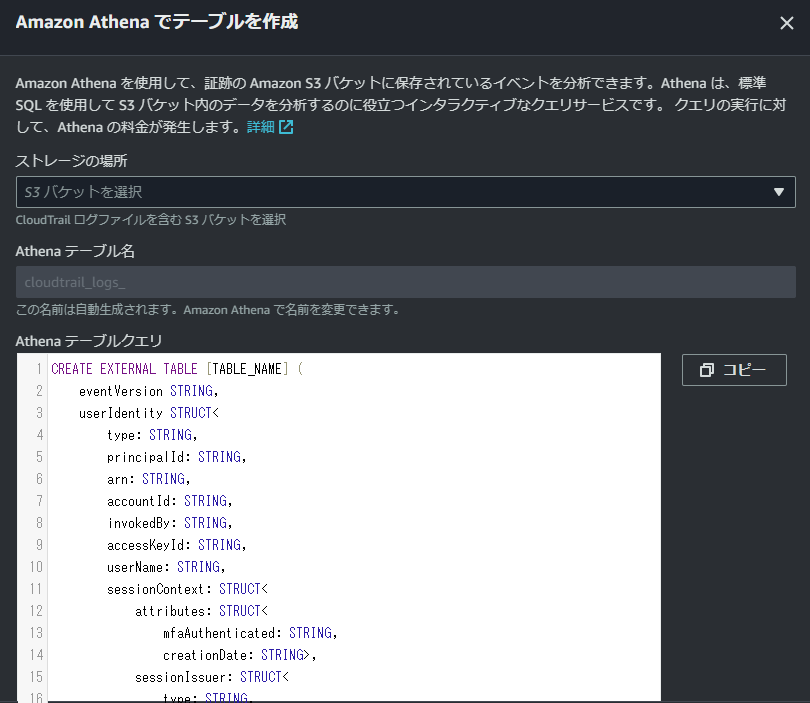 Amazon Athena でテーブルを作成
Amazon Athena を使用して、証跡の Amazon S3 バケットに保存されているイベントを分析できます。Athena は、標準
SQL を使用して S3 バケット内のデータを分析するのに役立つインタラクティブなクエリサービスです。 クエリの実行に対
して、Athena の料金が発生します。詳細
ストレージの場所
S3 バケットを選択
CloudTrail ログファイルを含む S3 バケットを選択
Athena テーブル名
cloudtrail_logs_
この名前は自動生成されます。Amazon Athena で名前を変更できます。
Athena テーブルクエリ
コピー
1 CREATE EXTERNAL TABLE [TABLE_NAME] (
2 eventVersion STRING,
3 userIdentity STRUCT<
4 type: STRING,
5 principalId: STRING,
6 arn: STRING,
7 accountId: STRING,
8 invokedBy: STRING,
9 accessKeyId: STRING,
10 userName: STRING,
11 sessionContext: STRUCT<
12 attributes: STRUCT<
13 mfaAuthenticated: STRING,
14 creationDate: STRING>,
15 sessionIssuer: STRUCT<
16 type: STRING,